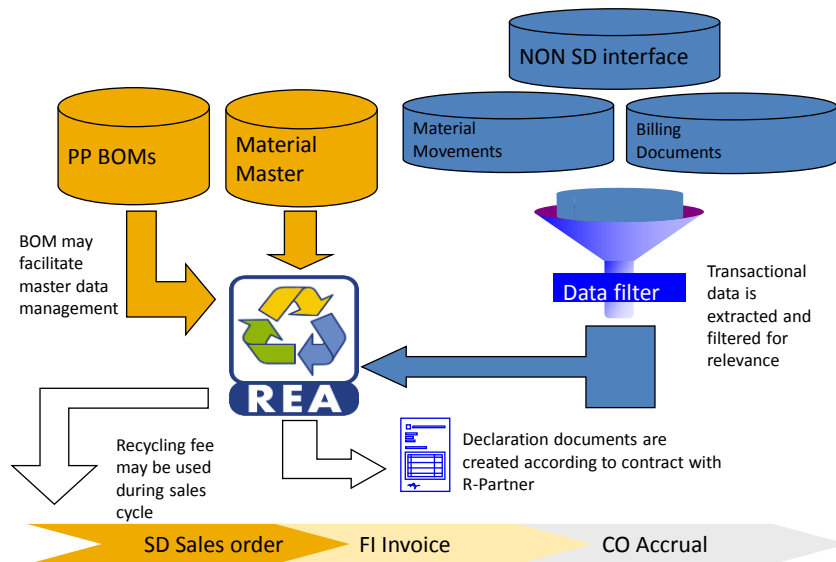 NON SD interface
PP BOMs
Material
Master
Material
Movements
Billing
Documents
BOM may
facilitate
master data
management
Data filter
Transactional
data is
extracted and
filtered for
relevance
REA
Recycling fee
may be used
during sales
cycle
Declaration documents are
created according to contract with
R-Partner
SD Sales order
FI Invoice
CO Accrual